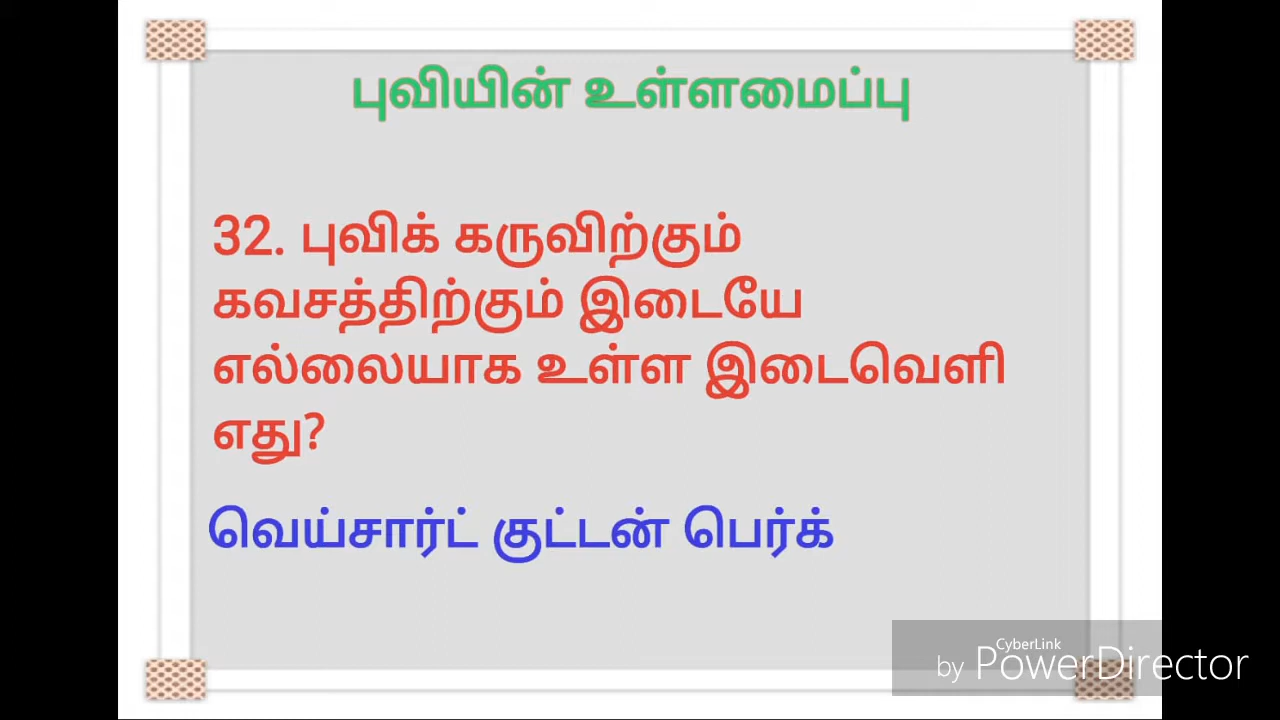 புவியின் உள்ளமைப்பு
32. புவிக் கருவிற்கும்
கவசத்திற்கும் இடையே
எல்லையாக உள்ள இடைவெளி
எது?
வெய்சார்ட் குட்டன் பெர்க்
CyberLink
by PowerDirector